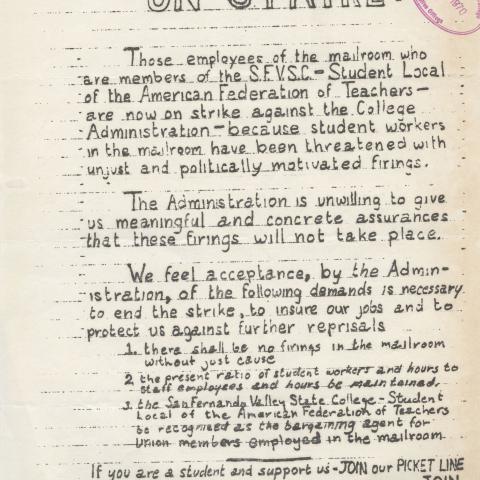 ON STRIKE!
1970
Those employees of the mailroom who
are members of the S.F.V.S.C.-Student Local
of the American Federation of Teachers-
are now on strike against the College
Administration-because student workers
in the mailroom have been threatened with
unjust and politically motivated firings.
The Administration is unwilling to give
us meaningful and concrete assurances
that these firings will not take place.
We feel acceptance, by the Admin-
istration, of the following demands is necessary
to end the strike, to insure our jobs and to
protect us against further reprisals
1. there shall be no firings in the mailroom
without just cause
2. the present ratio of student workers and hours to
staff employees and hours be maintained.
3. the San Fernando Valley State College-Student
Local of the American Federation of Teachers
be recognized as the bargaining agent for
union members employed in the mailroom
If you are a student and support us-JOIN our PICKET LINE
JOIN